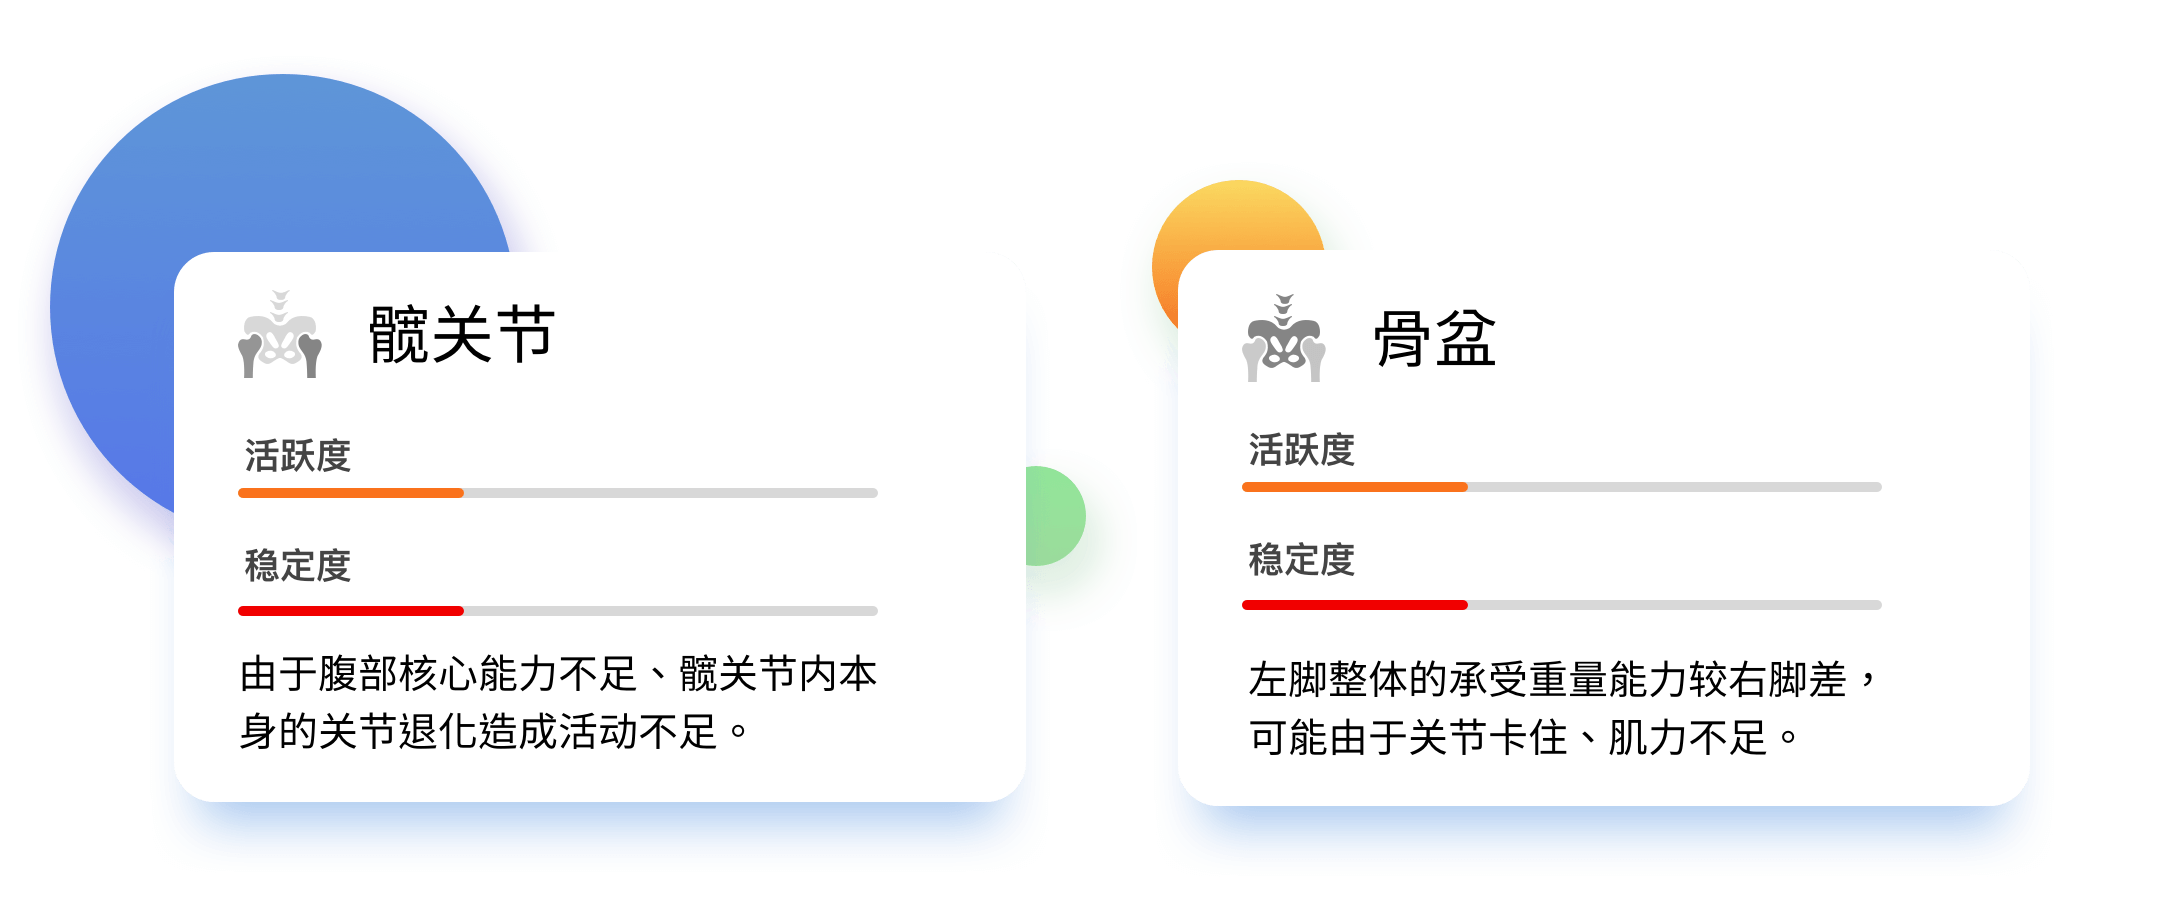 髋关节
活跃度
稳定度
由于腹部核心能力不足、髋关节内本
身的关节退化造成活动不足。
骨盆
活跃度
稳定度
左脚整体的承受重量能力较右脚差，
可能由于关节卡住、肌力不足。